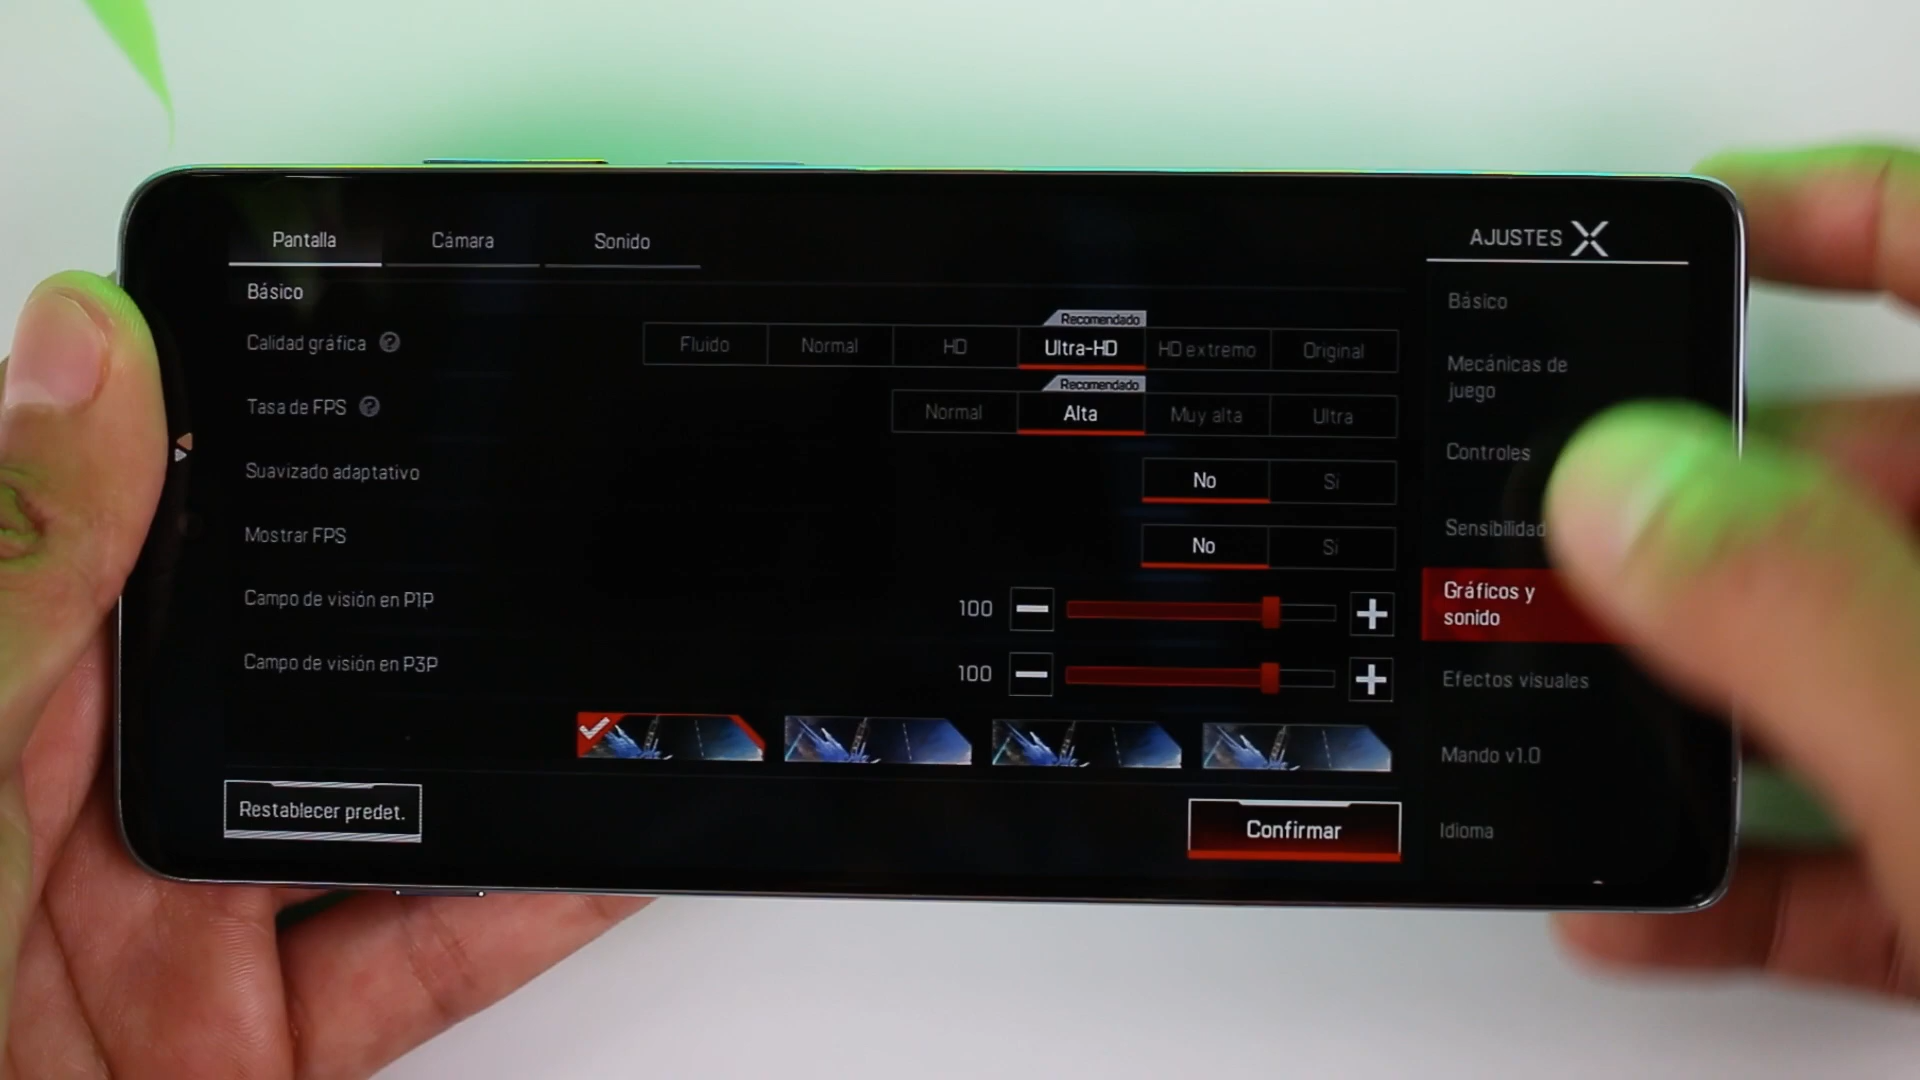 Pantalla
Cámara
Sonido
AJUSTES
Básico
Calidad gráfica
Recomendado
Fluido
Normal
HD
Ultra-HD
HD extremo
Original
Tasa de FPS
Recomendado
Normal
Alta
Muy alta
Ultra
Suavizado adaptativo
No
Sí
Mostrar FPS
No
Sí
Campo de visión en P1P
100
Campo de visión en P3P
100
Restablecer predet.
Confirmar
Básico
Mecánicas de
juego
Controles
Sensibilidad
Gráficos y
sonido
Efectos visuales
Mando v1.0
Idioma